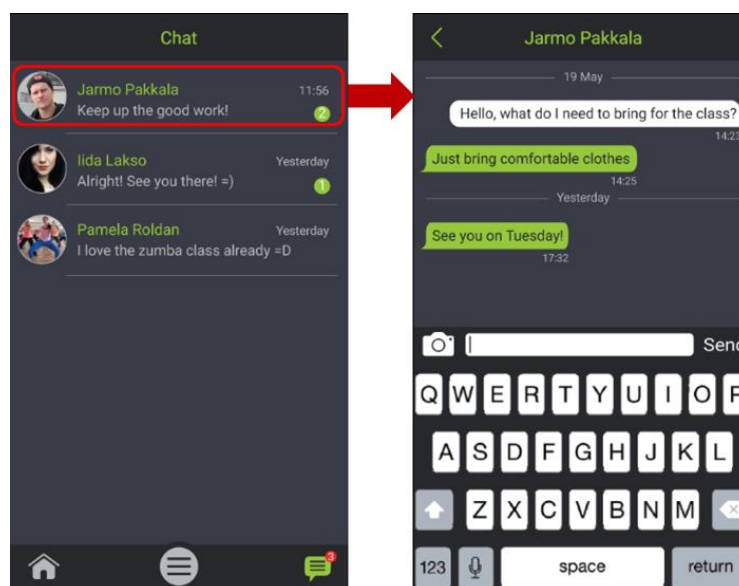 Chat
Jarmo Pakkala
11:56
Keep up the good work!
2
Iida Lakso
Yesterday
Alright! See you there! =)
1
Pamela Roldan
Yesterday
I love the zumba class already =D
3
Jarmo Pakkala
19 May
Hello, what do I need to bring for the class?
14:23
Just bring comfortable clothes
14:25
Yesterday
See you on Tuesday!
17:32
Send
Q W E R T Y U I O P
A S D F G H J K L
Z X C V B N M
123 space return